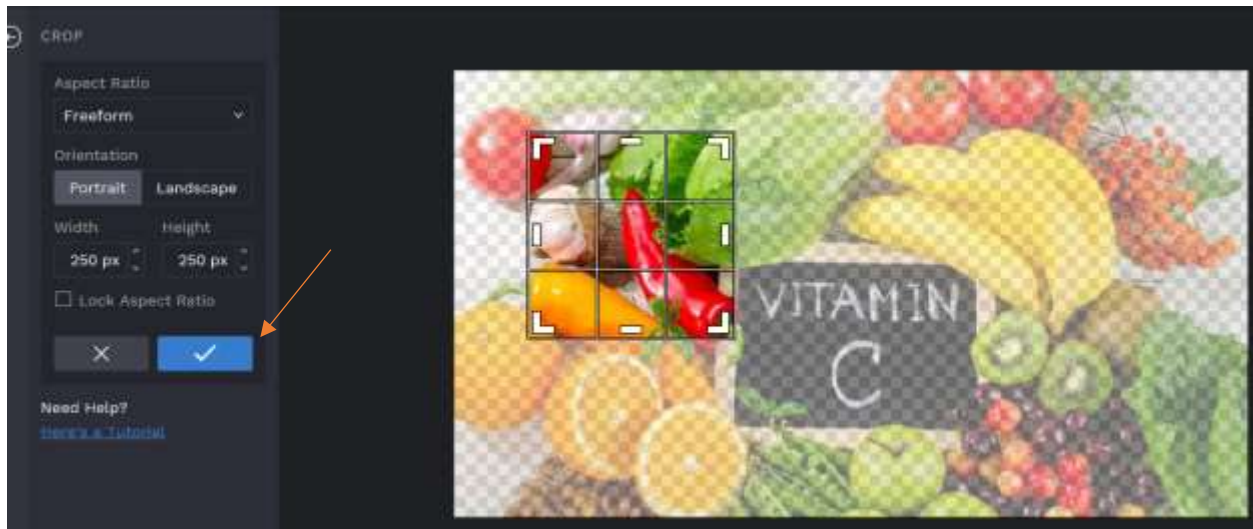 CROP
Aspect Ratio
Freeform
Orientation
Portrait Landscape
Width Height
250 px 250 px
Lock Aspect Ratio
Need Help?
Here's a Tutorial
VITAMIN
C